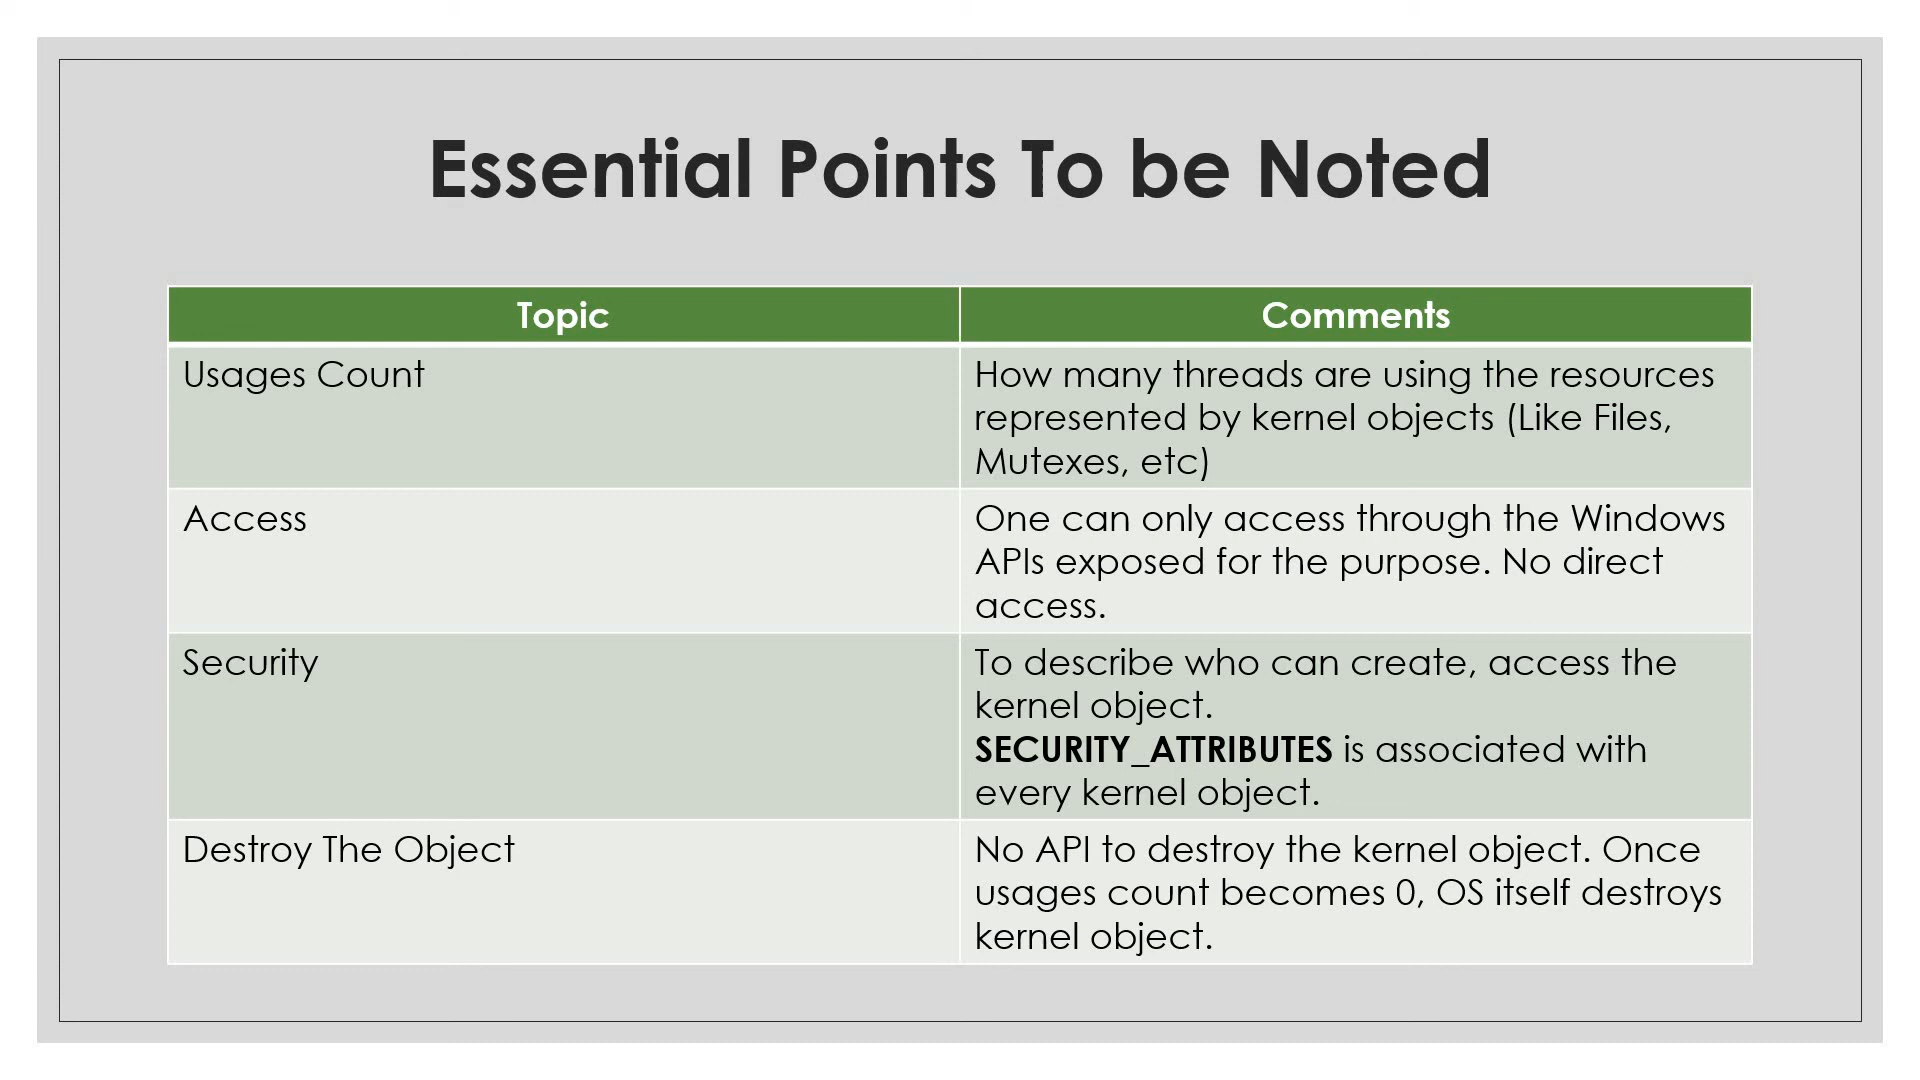 Essential Points To be Noted
Topic
Comments
Usages Count
How many threads are using the resources
represented by kernel objects (Like Files,
Mutexes, etc)
Access
One can only access through the Windows
APIs exposed for the purpose. No direct
access.
Security
To describe who can create, access the
kernel object.
SECURITY_ATTRIBUTES is associated with
every kernel object.
Destroy The Object
No API to destroy the kernel object. Once
usages count becomes 0, OS itself destroys
kernel object.